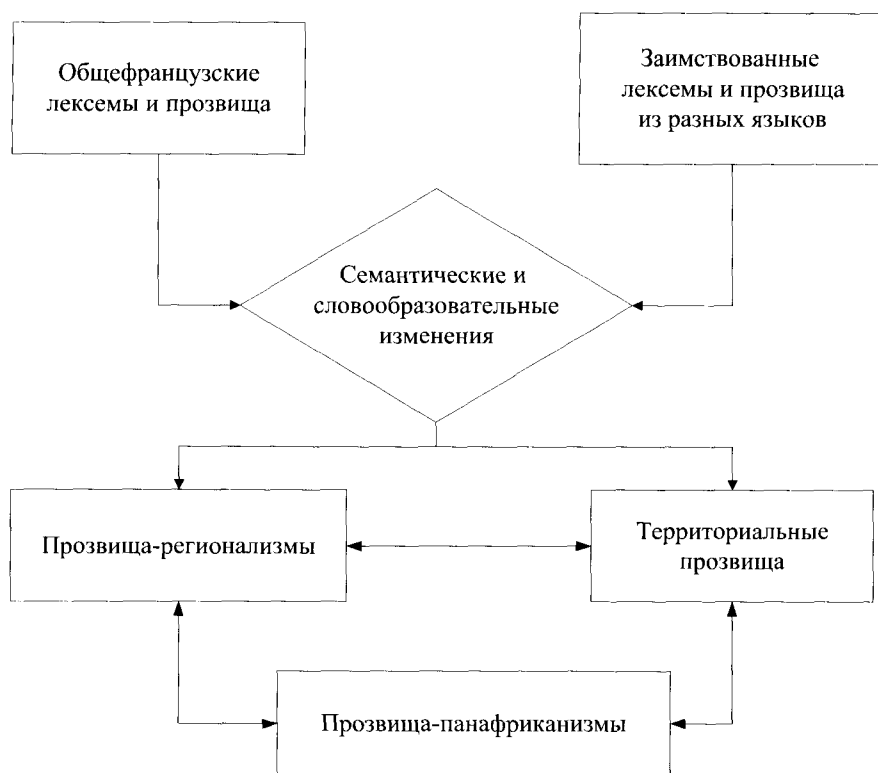 Общефранцузские
лексемы и прозвища
Заимствованные
лексемы и прозвища
из разных языков
Семантические и
словообразовательные
изменения
Прозвища-регионализмы
Территориальные
прозвища
Прозвища-панафриканизмы